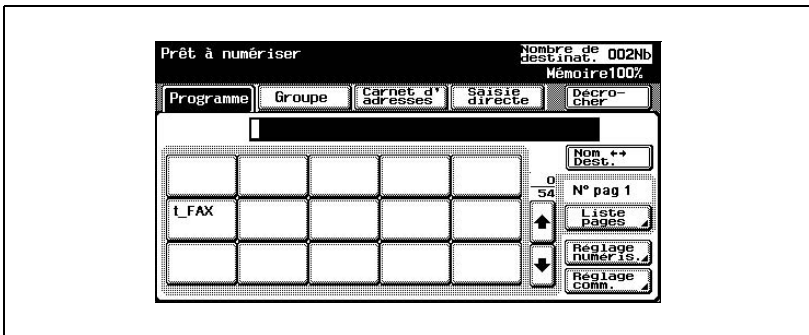 Prêt à numériser
Nombre de
destinat. 002Nb
Mémoire100%
Programme
Groupe
Carnet d'
adresses
Saisie
directe
Décro-
cher
Nom ↔
Dest.
0
54
N° pag 1
t_FAX
Liste
pages
Réglage
numéris.
Réglage
comm.